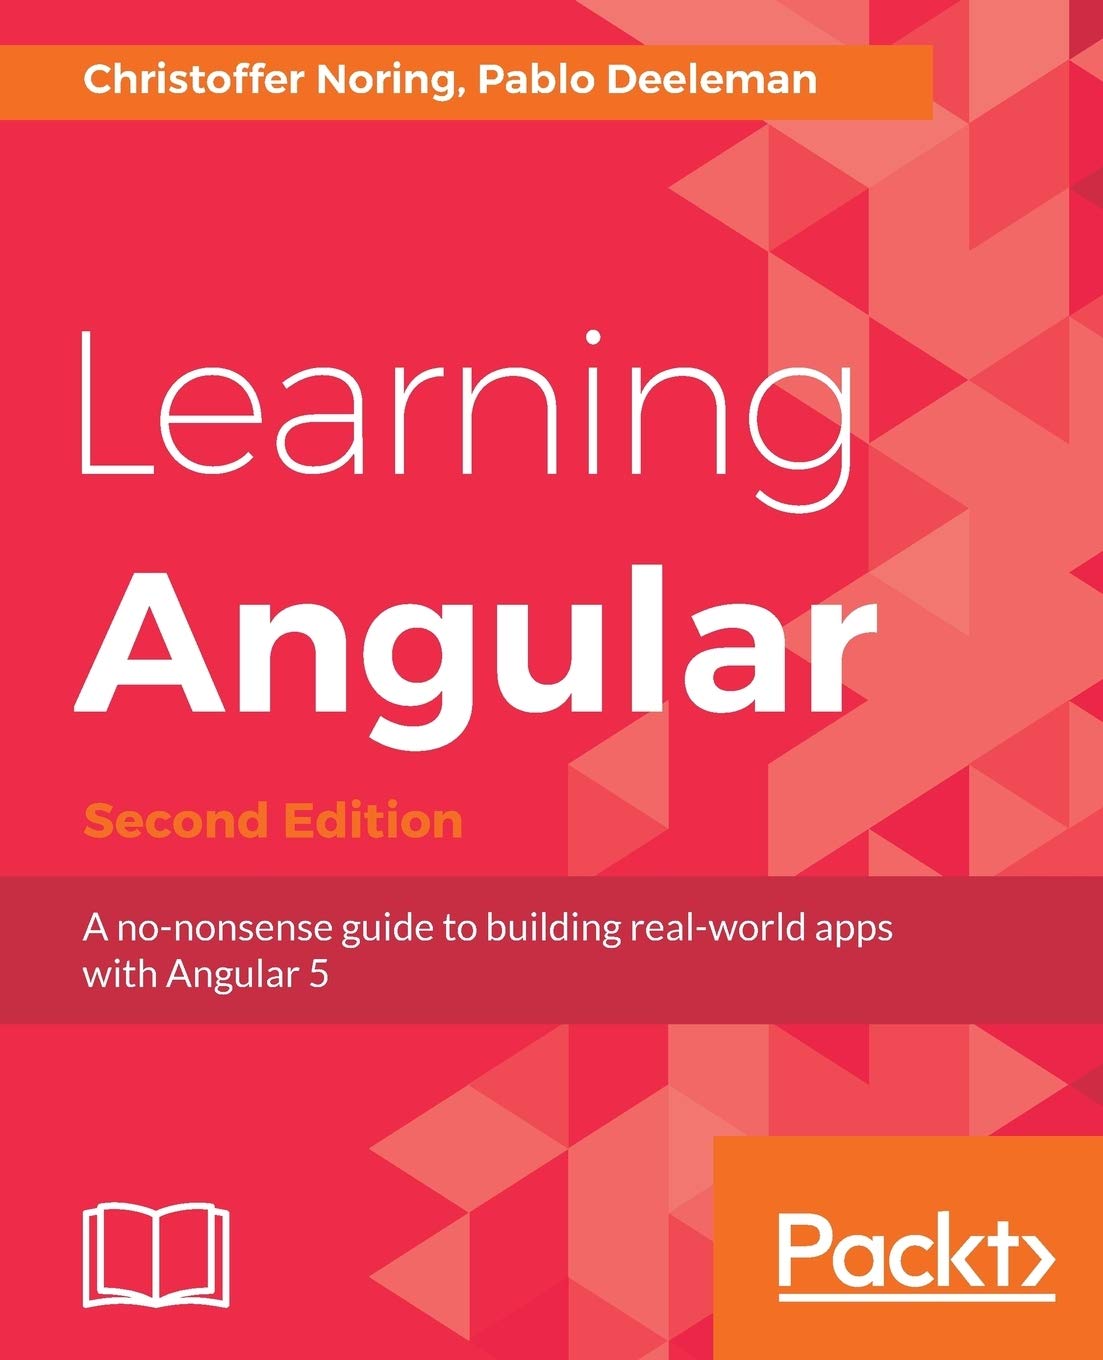 Christoffer Noring, Pablo Deeleman
Learning
Angular
Second Edition
A no-nonsense guide to building real-world apps
with Angular 5
Packt